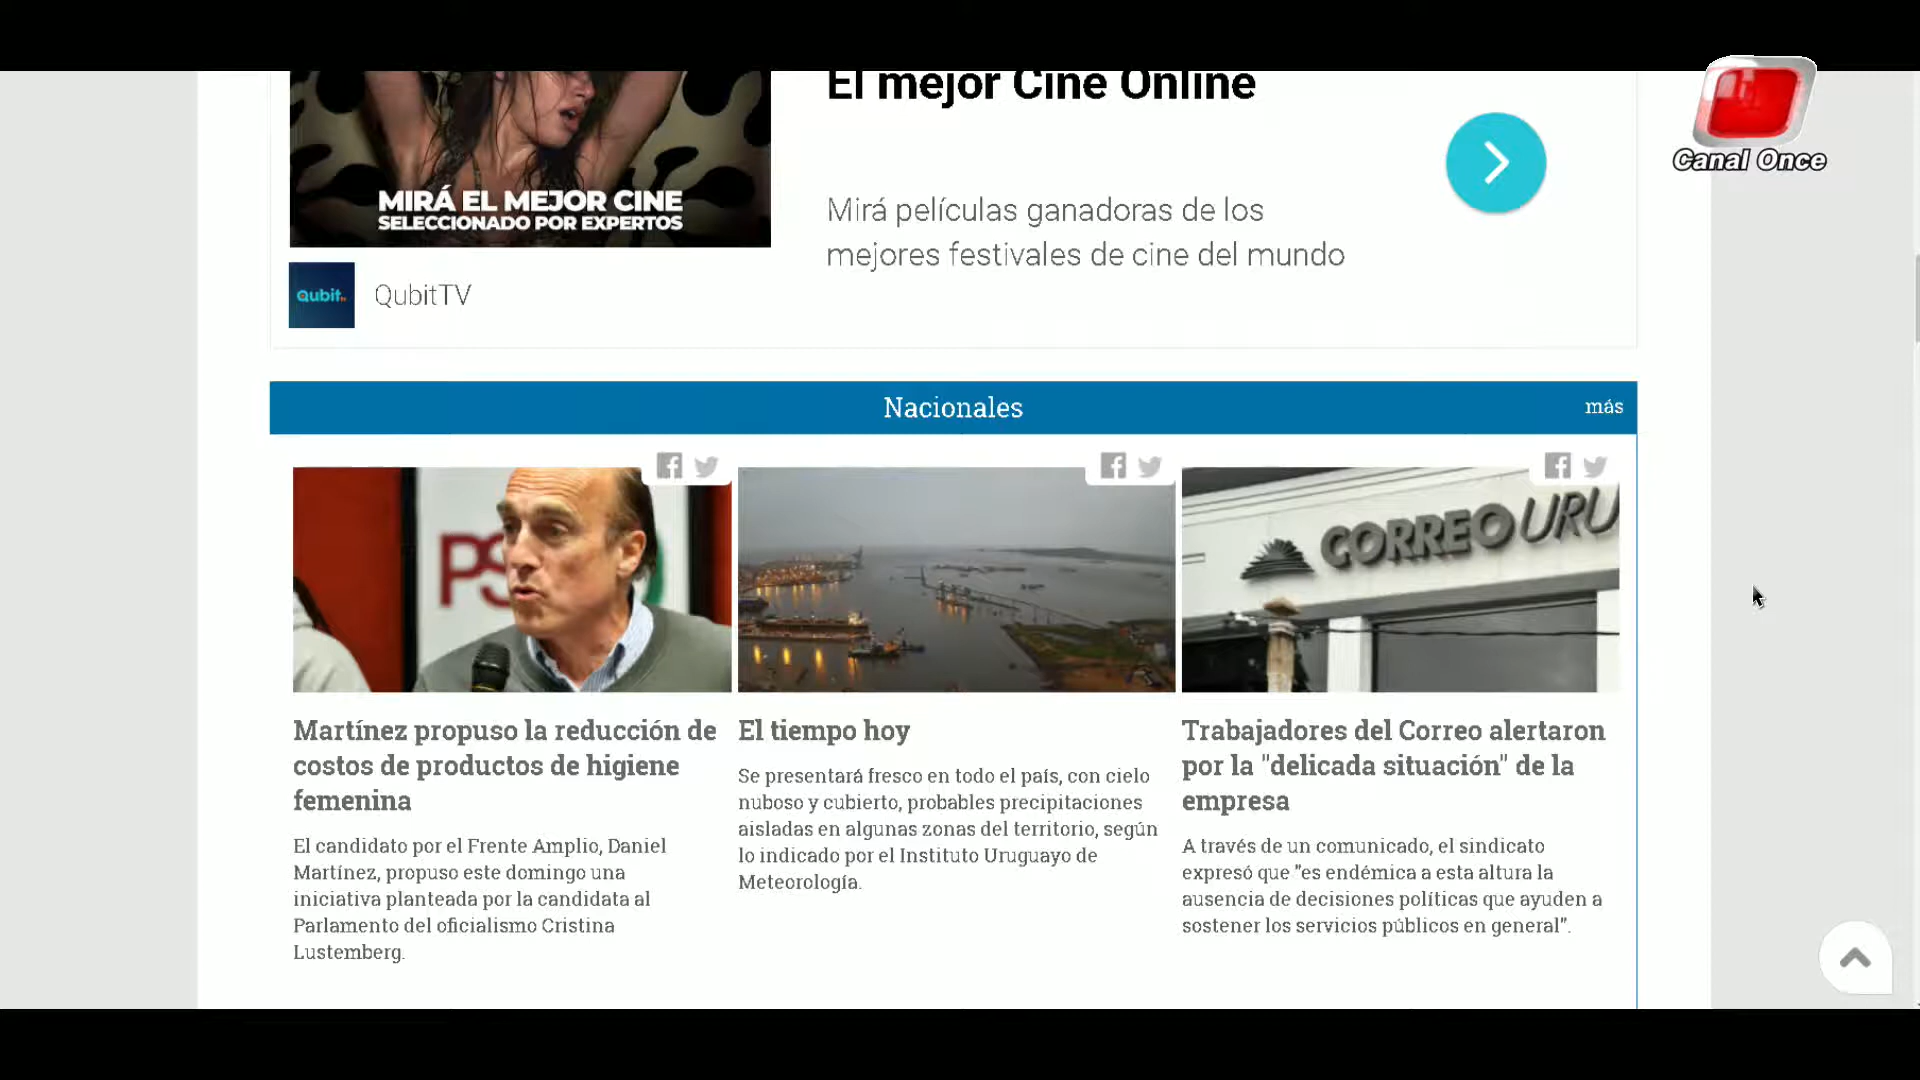 El mejor Cine Online
Canal Once
MIRÁ EL MEJOR CINE
SELECCIONADO POR EXPERTOS
Mirá películas ganadoras de los
mejores festivales de cine del mundo
Qubit
QubitTV
Nacionales
más
PS
CORREO URU
Martínez propuso la reducción de
costos de productos de higiene
femenina
El candidato por el Frente Amplio, Daniel
Martínez, propuso este domingo una
iniciativa planteada por la candidata al
Parlamento del oficialismo Cristina
Lustemberg.
El tiempo hoy
Se presentará fresco en todo el país, con cielo
nuboso y cubierto, probables precipitaciones
aisladas en algunas zonas del territorio, según
lo indicado por el Instituto Uruguayo de
Meteorología.
Trabajadores del Correo alertaron
por la "delicada situación" de la
empresa
A través de un comunicado, el sindicato
expresó que "es endémica a esta altura la
ausencia de decisiones políticas que ayuden a
sostener los servicios públicos en general".